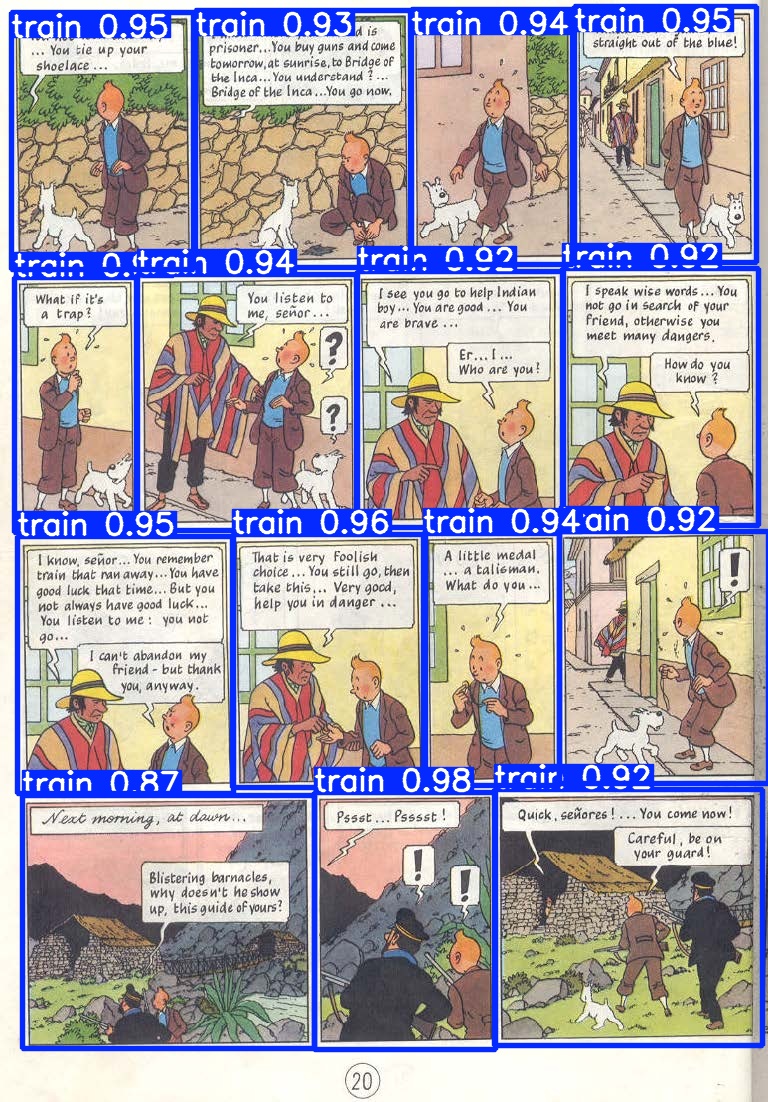 train 0.95
train 0.93
train 0.94
train 0.95
... You tie up your
shoelace ...
is
prisoner...You buy guns and come
tomorrow, at sunrise, to Bridge of
the Inca...You understand?...
Bridge of the Inca...You go now.
straight out of the blue!
train
train 0.94
train 0.92
train 0.92
What if it's
a trap?
You listen to
me, señor...
?
?
I see you go to help Indian
boy... You are good ... You
are brave ...
Er... I ...
Who are you?
I speak wise words ... You
not go in search of your
friend, otherwise you
meet many dangers.
How do you
know ?
train 0.95
train 0.96
train 0.94
ain 0.92
I know, señor... You remember
train that ran away...You have
good luck that time... But you
not always have good luck...
You listen to me: you not
go...
I can't abandon my
friend - but thank
you, anyway.
That is very foolish
choice ... You still go, then
take this... Very good,
help you in danger ...
A little medal
... a talisman.
What do you...
!
train 0.87
train 0.98
train 0.92
Next morning, at dawn...
Blistering barnacles,
why doesn't he show
up, this guide of yours?
Pssst ... Psssst !
!
!
Quick, señores! ... You come now!
Careful, be on
your guard!
20